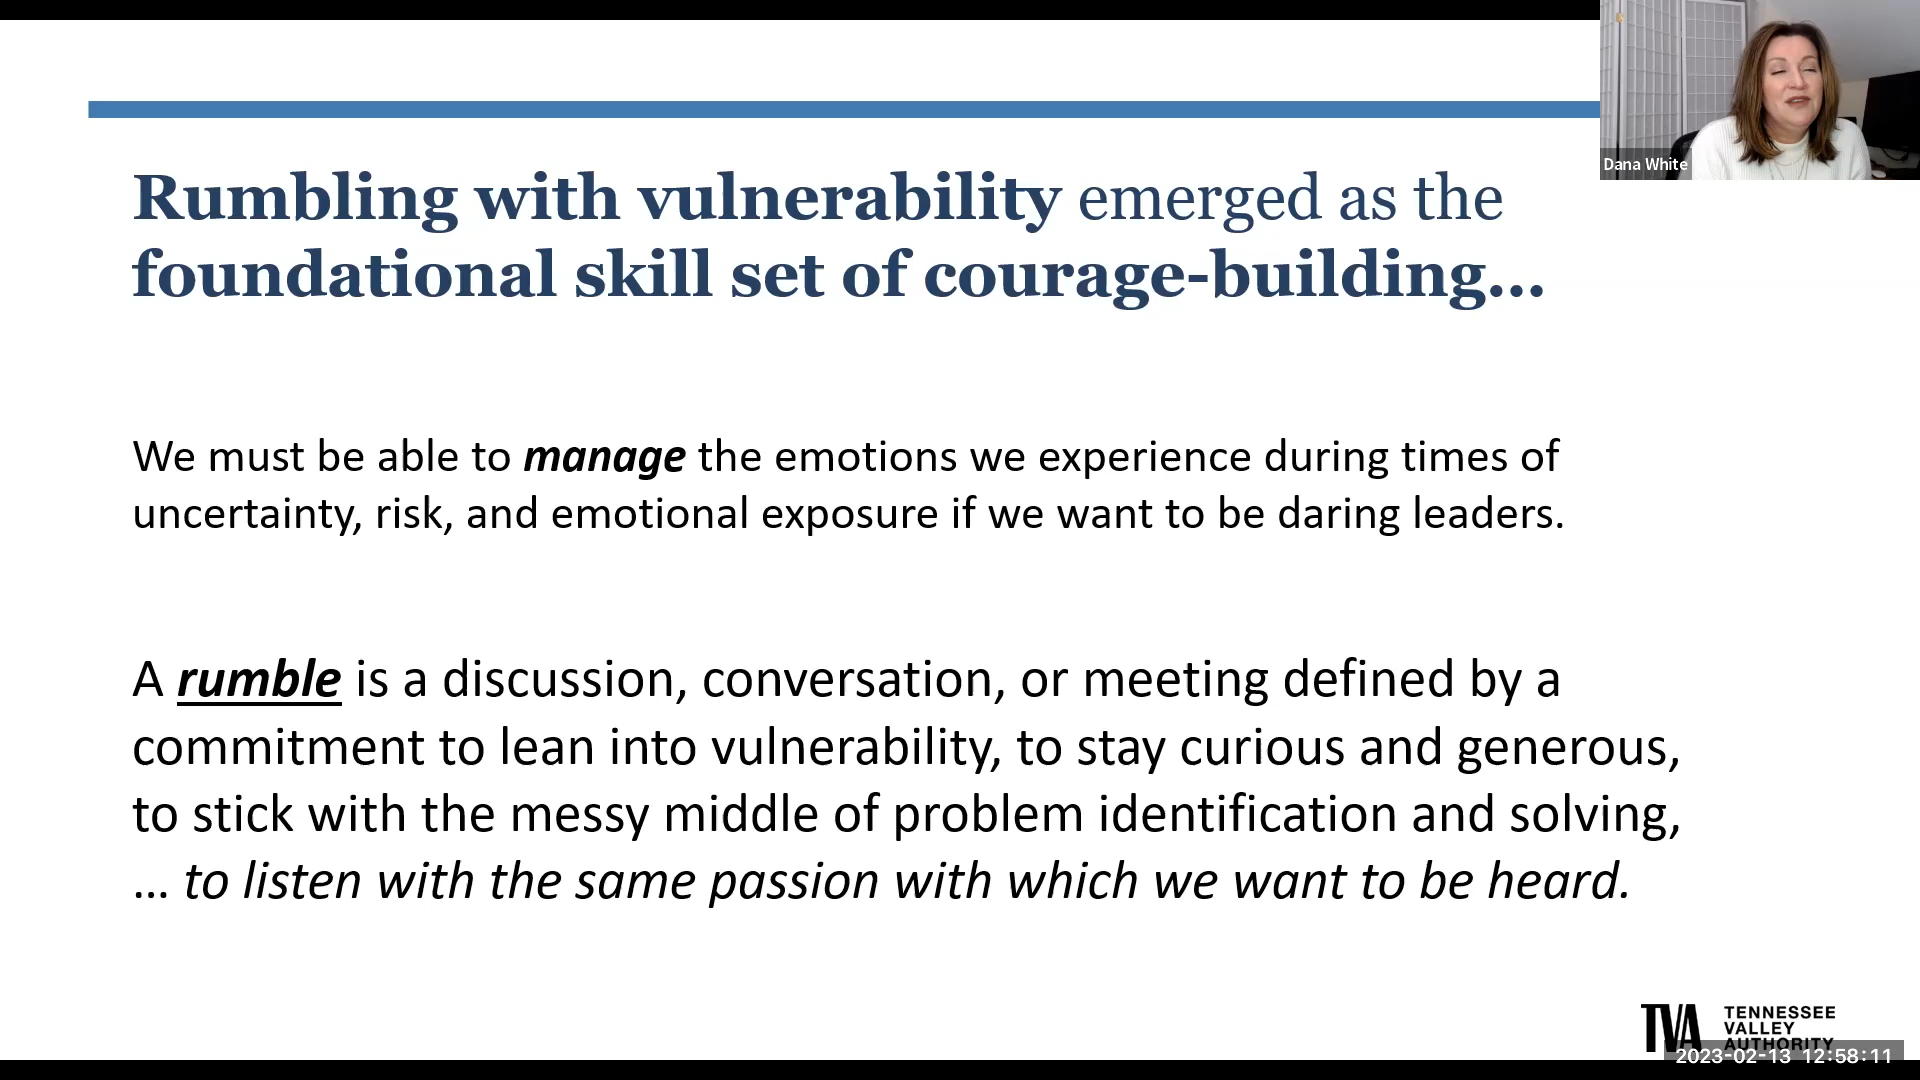 Dana White
Rumbling with vulnerability emerged as the
foundational skill set of courage-building...
We must be able to manage the emotions we experience during times of
uncertainty, risk, and emotional exposure if we want to be daring leaders.
A rumble is a discussion, conversation, or meeting defined by a
commitment to lean into vulnerability, to stay curious and generous,
to stick with the messy middle of problem identification and solving,
... to listen with the same passion with which we want to be heard.
TVA
TENNESSEE
VALLEY
AUTHORITY
2023-02-13 12:58:11